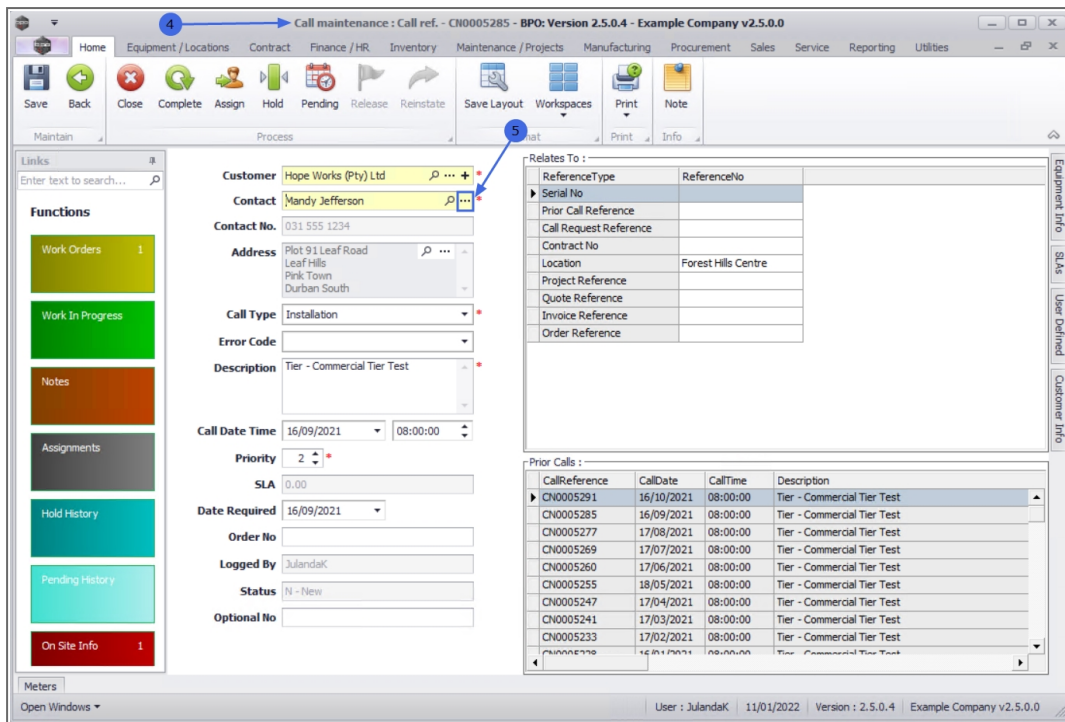 4
Call maintenance : Call ref. - CN0005285 - BPO: Version 2.5.0.4 - Example Company v2.5.0.0
Home Equipment / Locations Contract Finance / HR Inventory Maintenance / Projects Manufacturing Procurement Sales Service Reporting Utilities
Save Back Close Complete Assign Hold Pending Release Reinstate Save Layout Workspaces Print Note
Maintain Process Print Info
5
Links
Enter text to search...
Functions
Work Orders 1
Work In Progress
Notes
Assignments
Hold History
Pending History
On Site Info 1
Customer Hope Works (Pty) Ltd *
Contact Mandy Jefferson *
Contact No. 031 555 1234
Address Plot 91 Leaf Road
Leaf Hills
Pink Town
Durban South
Call Type Installation *
Error Code
Description Tier - Commercial Tier Test *
Call Date Time 16/09/2021 08:00:00
Priority 2 *
SLA 0.00
Date Required 16/09/2021
Order No
Logged By JulandaK
Status N - New
Optional No
Relates To :
ReferenceType ReferenceNo
Serial No
Prior Call Reference
Call Request Reference
Contract No
Location Forest Hills Centre
Project Reference
Quote Reference
Invoice Reference
Order Reference
Prior Calls :
CallReference CallDate CallTime Description
CN0005291 16/10/2021 08:00:00 Tier - Commercial Tier Test
CN0005285 16/09/2021 08:00:00 Tier - Commercial Tier Test
CN0005277 17/08/2021 08:00:00 Tier - Commercial Tier Test
CN0005269 17/07/2021 08:00:00 Tier - Commercial Tier Test
CN0005260 17/06/2021 08:00:00 Tier - Commercial Tier Test
CN0005255 18/05/2021 08:00:00 Tier - Commercial Tier Test
CN0005247 17/04/2021 08:00:00 Tier - Commercial Tier Test
CN0005241 17/03/2021 08:00:00 Tier - Commercial Tier Test
CN0005233 17/02/2021 08:00:00 Tier - Commercial Tier Test
Equipment Info
SLAs
User Defined
Customer Info
Meters
Open Windows
User : JulandaK 11/01/2022 Version : 2.5.0.4 Example Company v2.5.0.0